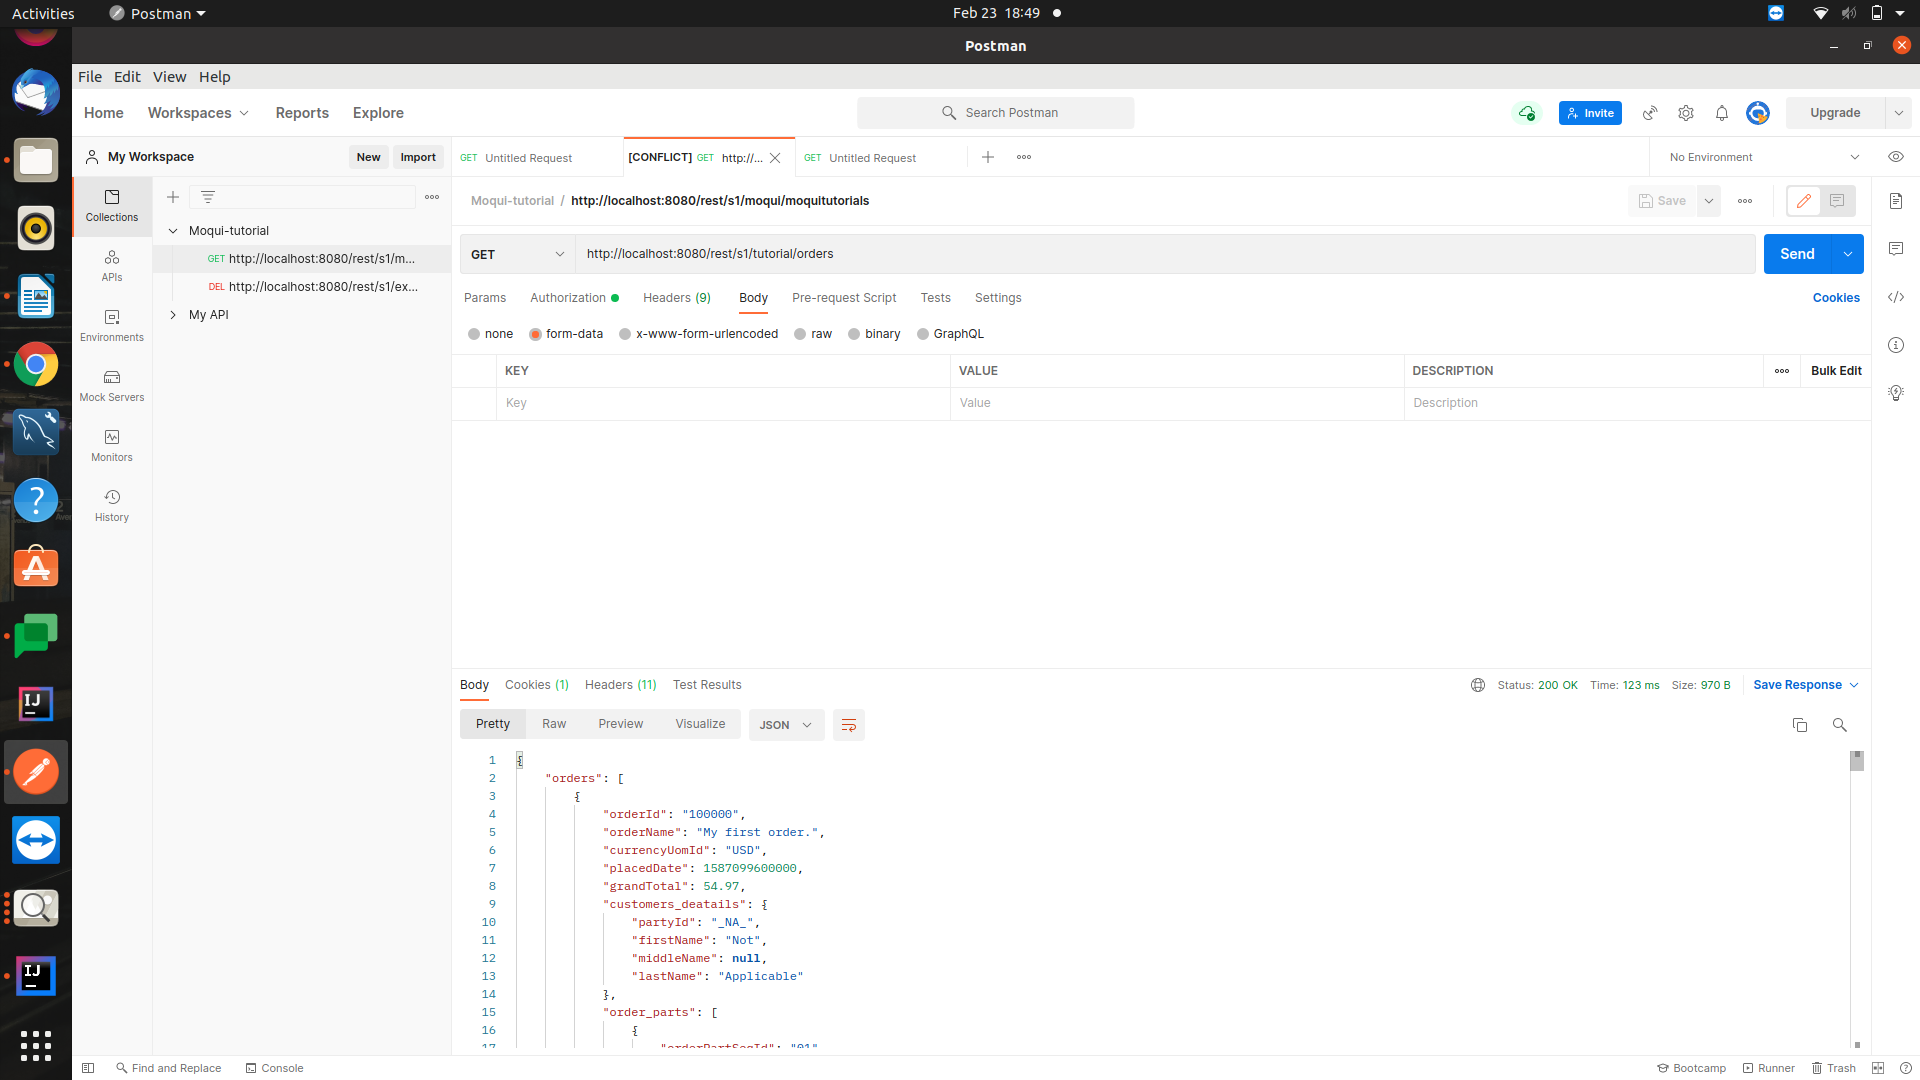 Activities
Postman
Feb 23 18:49
Postman
File Edit View Help
Home Workspaces Reports Explore
Search Postman
Invite
Upgrade
My Workspace
New Import
GET Untitled Request
[CONFLICT] GET http://...
GET Untitled Request
No Environment
Collections
APIs
Environments
Mock Servers
Monitors
History
Moqui-tutorial
GET http://localhost:8080/rest/s1/m...
DEL http://localhost:8080/rest/s1/ex...
My API
Moqui-tutorial / http://localhost:8080/rest/s1/moqui/moquitutorials
Save
GET http://localhost:8080/rest/s1/tutorial/orders
Send
Params Authorization Headers (9) Body Pre-request Script Tests Settings
Cookies
none form-data x-www-form-urlencoded raw binary GraphQL
KEY VALUE DESCRIPTION Bulk Edit
Key Value Description
Body Cookies (1) Headers (11) Test Results
Status: 200 OK Time: 123 ms Size: 970 B
Save Response
Pretty Raw Preview Visualize JSON
1 {
2 "orders": [
3 {
4 "orderId": "100000",
5 "orderName": "My first order.",
6 "currencyUomId": "USD",
7 "placedDate": 1587099600000,
8 "grandTotal": 54.97,
9 "customers_deatails": {
10 "partyId": "_NA_",
11 "firstName": "Not",
12 "middleName": null,
13 "lastName": "Applicable"
14 },
15 "order_parts": [
16 {
17 "orderPartSeqId": "01"
Find and Replace Console
Bootcamp Runner Trash